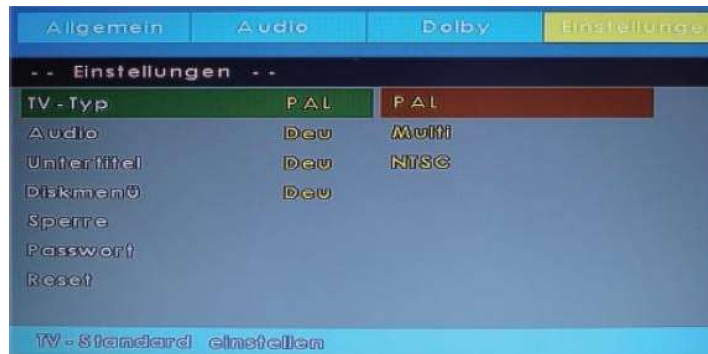 Allgemein Audio Dolby Einstellungen
-- Einstellungen --
TV-Typ PAL PAL
Audio Deu Multi
Untertitel Deu NTSC
Diskmenü Deu
Sperre
Passwort
Reset
TV-Standard einstellen